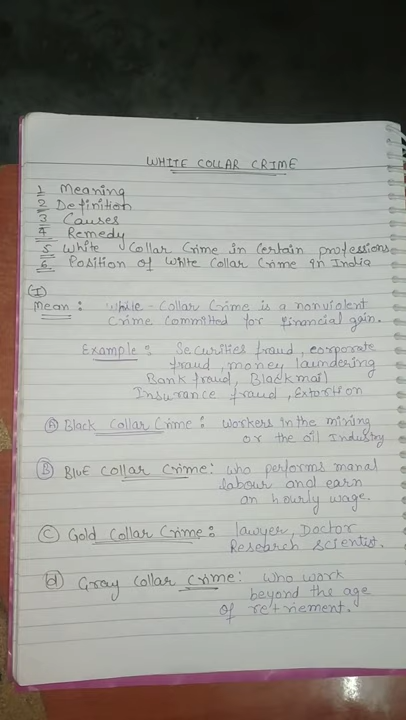 WHITE COLLAR CRIME
1 Meaning
2 Definition
3 Causes
4 Remedy
5 White Collar Crime in Certain professions
6 Position of White Collar Crime in India
(I)
Mean: White-Collar Crime is a nonviolent
Crime Committed for financial gain.
Example: Securities fraud, corporate
fraud, money laundering
Bank fraud, Blackmail
Insurance fraud, Extortion
(A) Black Collar Crime: workers in the mining
or the oil Industry
(B) Blue Collar Crime: who performs manal
labour and earn
an hourly wage.
(C) Gold Collar Crime: lawyer, Doctor
Research Scientist.
(d) Gray Collar Crime: who work
beyond the age
of retriement.